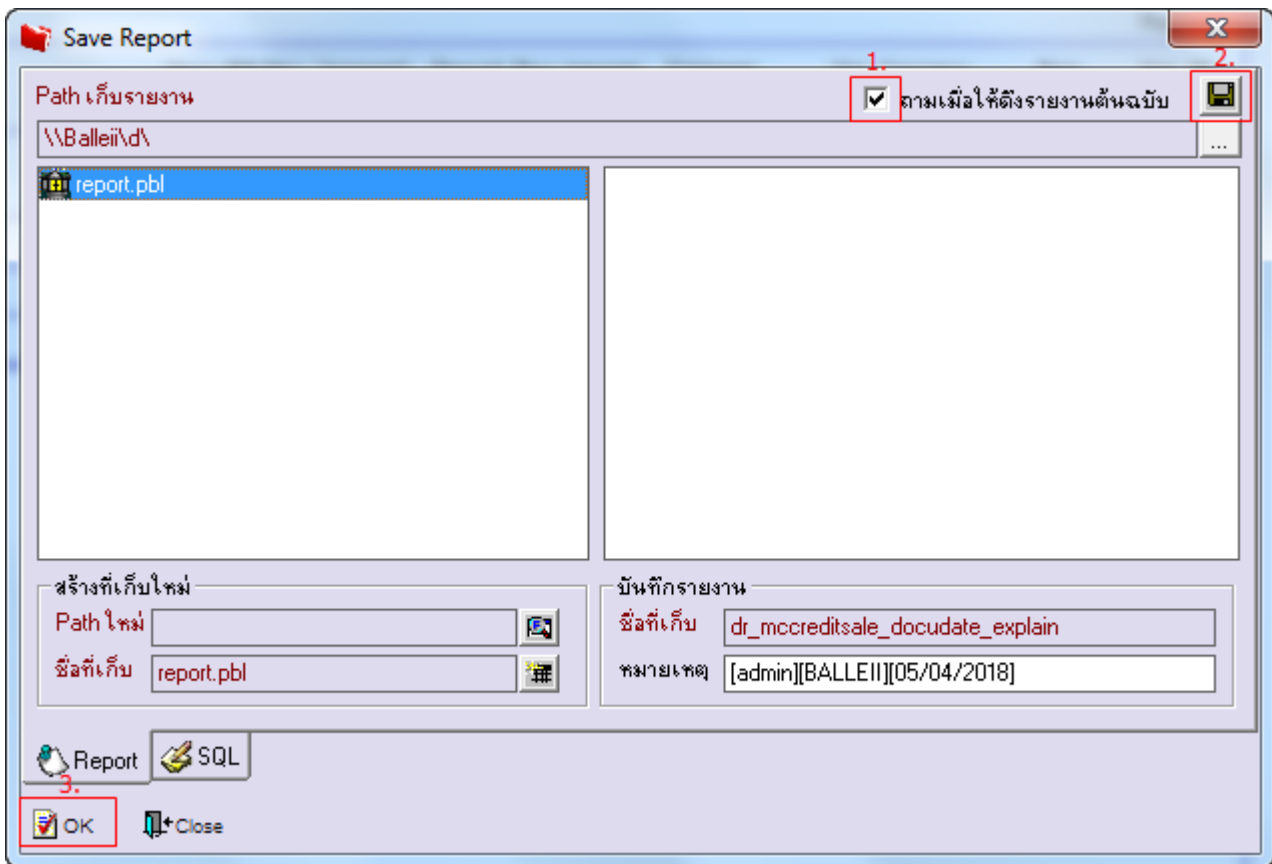 Save Report
1.
2.
Path เก็บรายงาน
ถามเมื่อให้ดึงรายงานต้นฉบับ
\\Balleii\d\
...
report.pbl
สร้างที่เก็บใหม่
Path ใหม่
ชื่อที่เก็บ report.pbl
บันทึกรายงาน
ชื่อที่เก็บ dr_mccreditsale_docudate_explain
หมายเหตุ [admin][BALLEII][05/04/2018]
Report SQL
3.
OK Close